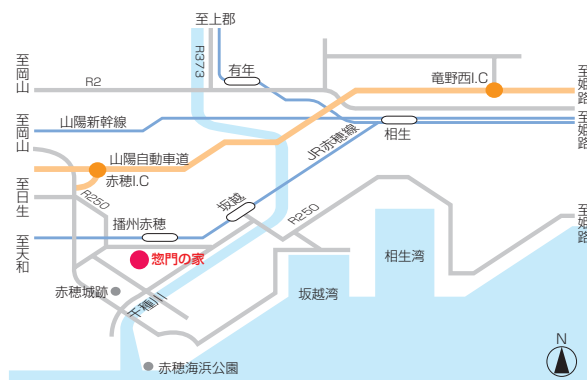 至上郡
R373
有年
竜野西I.C
至姫路
至岡山
R2
山陽新幹線
相生
至姫路
至岡山
JR赤穂線
山陽自動車道
赤穂I.C
至日生
R250
坂越
R250
至姫路
播州赤穂
至天和
惣門の家
相生湾
赤穂城跡
千種川
坂越湾
赤穂海浜公園
N